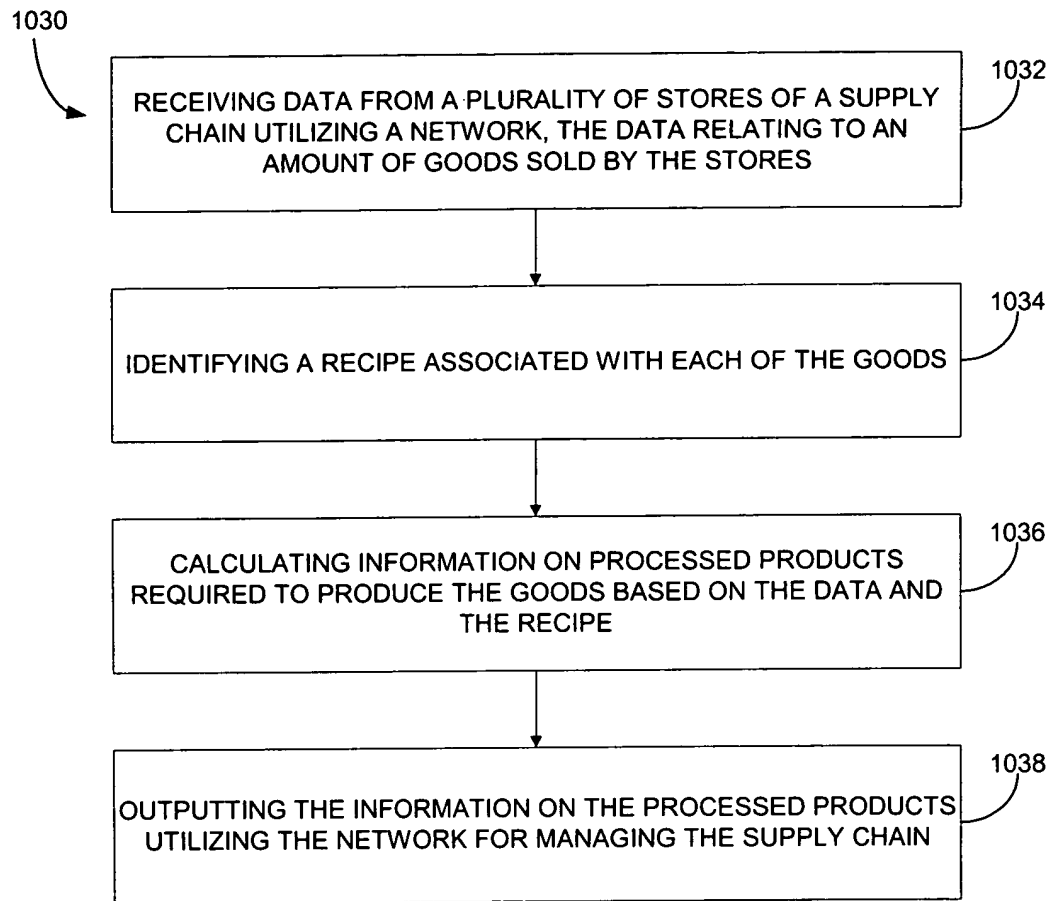 1030
1032
RECEIVING DATA FROM A PLURALITY OF STORES OF A SUPPLY
CHAIN UTILIZING A NETWORK, THE DATA RELATING TO AN
AMOUNT OF GOODS SOLD BY THE STORES
1034
IDENTIFYING A RECIPE ASSOCIATED WITH EACH OF THE GOODS
1036
CALCULATING INFORMATION ON PROCESSED PRODUCTS
REQUIRED TO PRODUCE THE GOODS BASED ON THE DATA AND
THE RECIPE
1038
OUTPUTTING THE INFORMATION ON THE PROCESSED PRODUCTS
UTILIZING THE NETWORK FOR MANAGING THE SUPPLY CHAIN